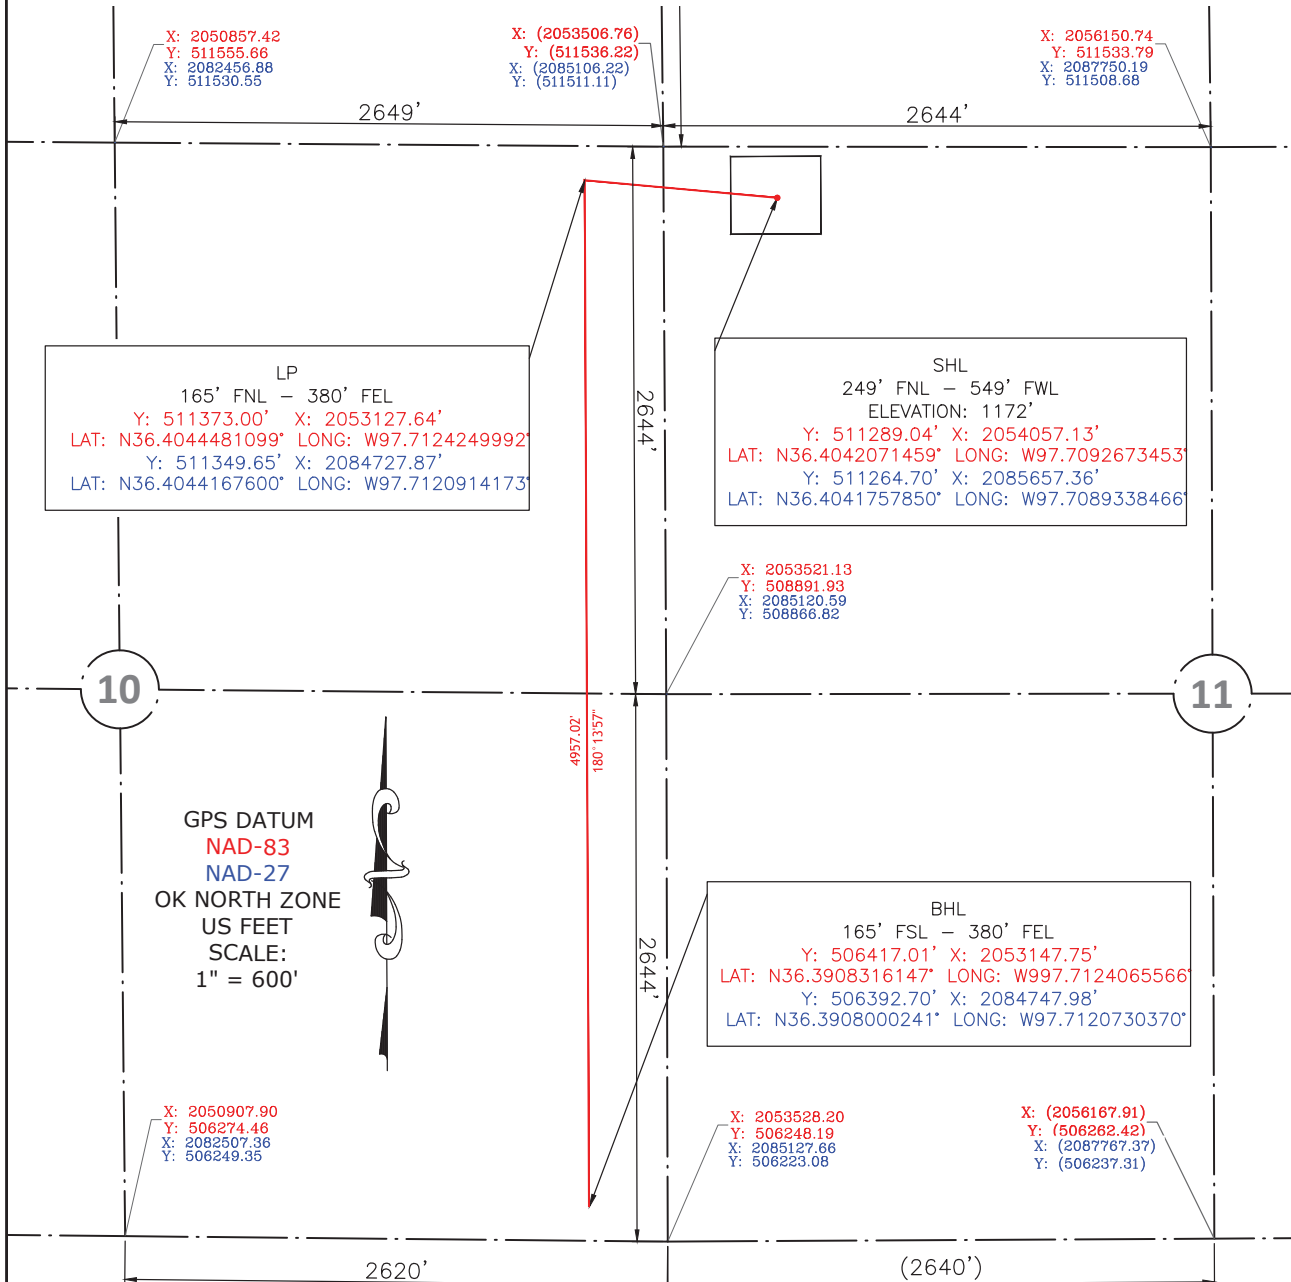 X: 2050857.42
Y: 511555.66
X: 2082456.88
Y: 511530.55
X: (2053506.76)
Y: (511536.22)
X: (2085106.22)
Y: (511511.11)
X: 2056150.74
Y: 511533.79
X: 2087750.19
Y: 511508.68
2649'
2644'
LP
165' FNL – 380' FEL
Y: 511373.00' X: 2053127.64'
LAT: N36.4044481099° LONG: W97.7124249992°
Y: 511349.65' X: 2084727.87'
LAT: N36.4044167600° LONG: W97.7120914173°
2644'
SHL
249' FNL – 549' FWL
ELEVATION: 1172'
Y: 511289.04' X: 2054057.13'
LAT: N36.4042071459° LONG: W97.7092673453°
Y: 511264.70' X: 2085657.36'
LAT: N36.4041757850° LONG: W97.7089338466°
X: 2053521.13
Y: 508891.93
X: 2085120.59
Y: 508866.82
10
11
4957.02'
180°13'57"
GPS DATUM
NAD-83
NAD-27
OK NORTH ZONE
US FEET
SCALE:
1" = 600'
2644'
BHL
165' FSL – 380' FEL
Y: 506417.01' X: 2053147.75'
LAT: N36.3908316147° LONG: W997.7124065566°
Y: 506392.70' X: 2084747.98'
LAT: N36.3908000241° LONG: W97.7120730370°
X: 2050907.90
Y: 506274.46
X: 2082507.36
Y: 506249.35
X: 2053528.20
Y: 506248.19
X: 2085127.66
Y: 506223.08
X: (2056167.91)
Y: (506262.42)
X: (2087767.37)
Y: (506237.31)
2620'
(2640')